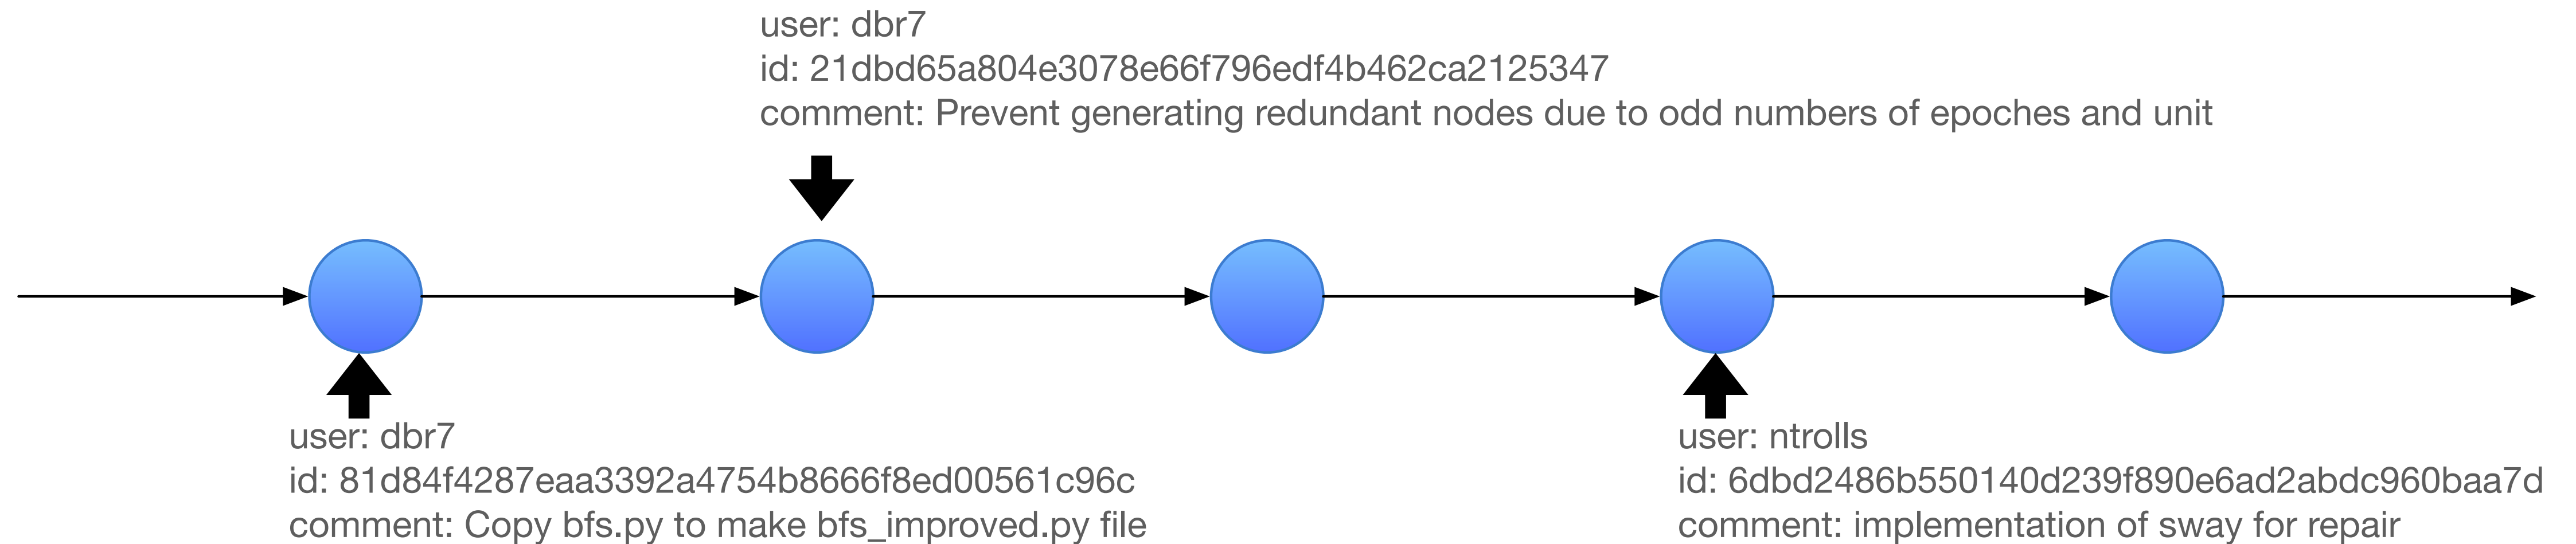 user: dbr7
id: 21dbd65a804e3078e66f796edf4b462ca2125347
comment: Prevent generating redundant nodes due to odd numbers of epoches and unit
user: dbr7
id: 81d84f4287eaa3392a4754b8666f8ed00561c96c
comment: Copy bfs.py to make bfs_improved.py file
user: ntrolls
id: 6dbd2486b550140d239f890e6ad2abdc960baa7d
comment: implementation of sway for repair